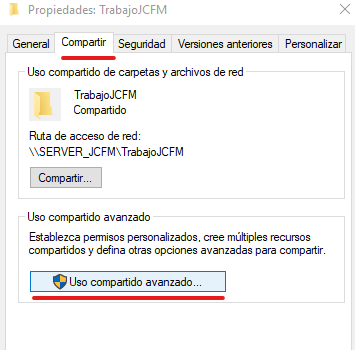 Propiedades: TrabajoJCFM
General
Compartir
Seguridad
Versiones anteriores
Personalizar
Uso compartido de carpetas y archivos de red
TrabajoJCFM
Compartido
Ruta de acceso de red:
\\SERVER_JCFM\TrabajoJCFM
Compartir...
Uso compartido avanzado
Establezca permisos personalizados, cree múltiples recursos
compartidos y defina otras opciones avanzadas para compartir.
Uso compartido avanzado...